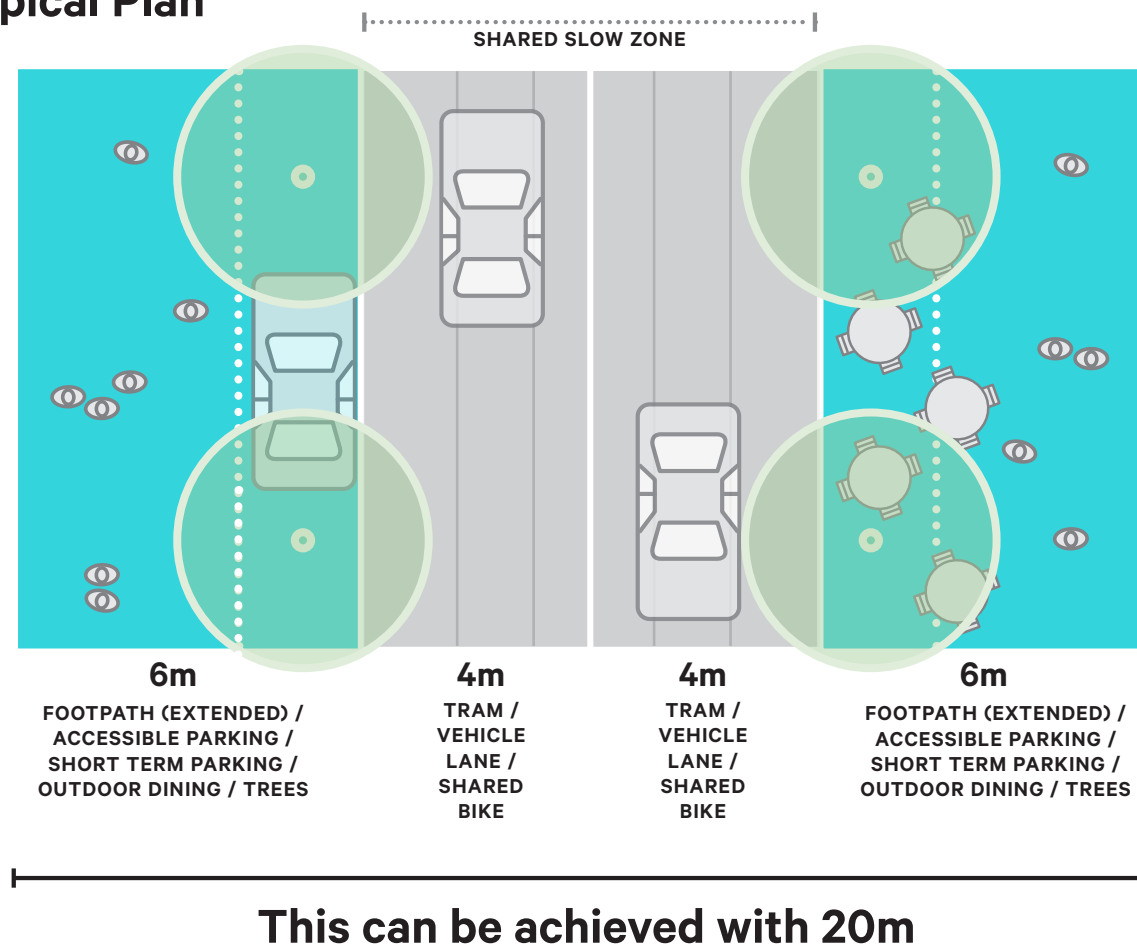 pical Plan
SHARED SLOW ZONE
6m
FOOTPATH (EXTENDED) /
ACCESSIBLE PARKING /
SHORT TERM PARKING /
OUTDOOR DINING / TREES
4m
TRAM /
VEHICLE
LANE /
SHARED
BIKE
4m
TRAM /
VEHICLE
LANE /
SHARED
BIKE
6m
FOOTPATH (EXTENDED) /
ACCESSIBLE PARKING /
SHORT TERM PARKING /
OUTDOOR DINING / TREES
This can be achieved with 20m